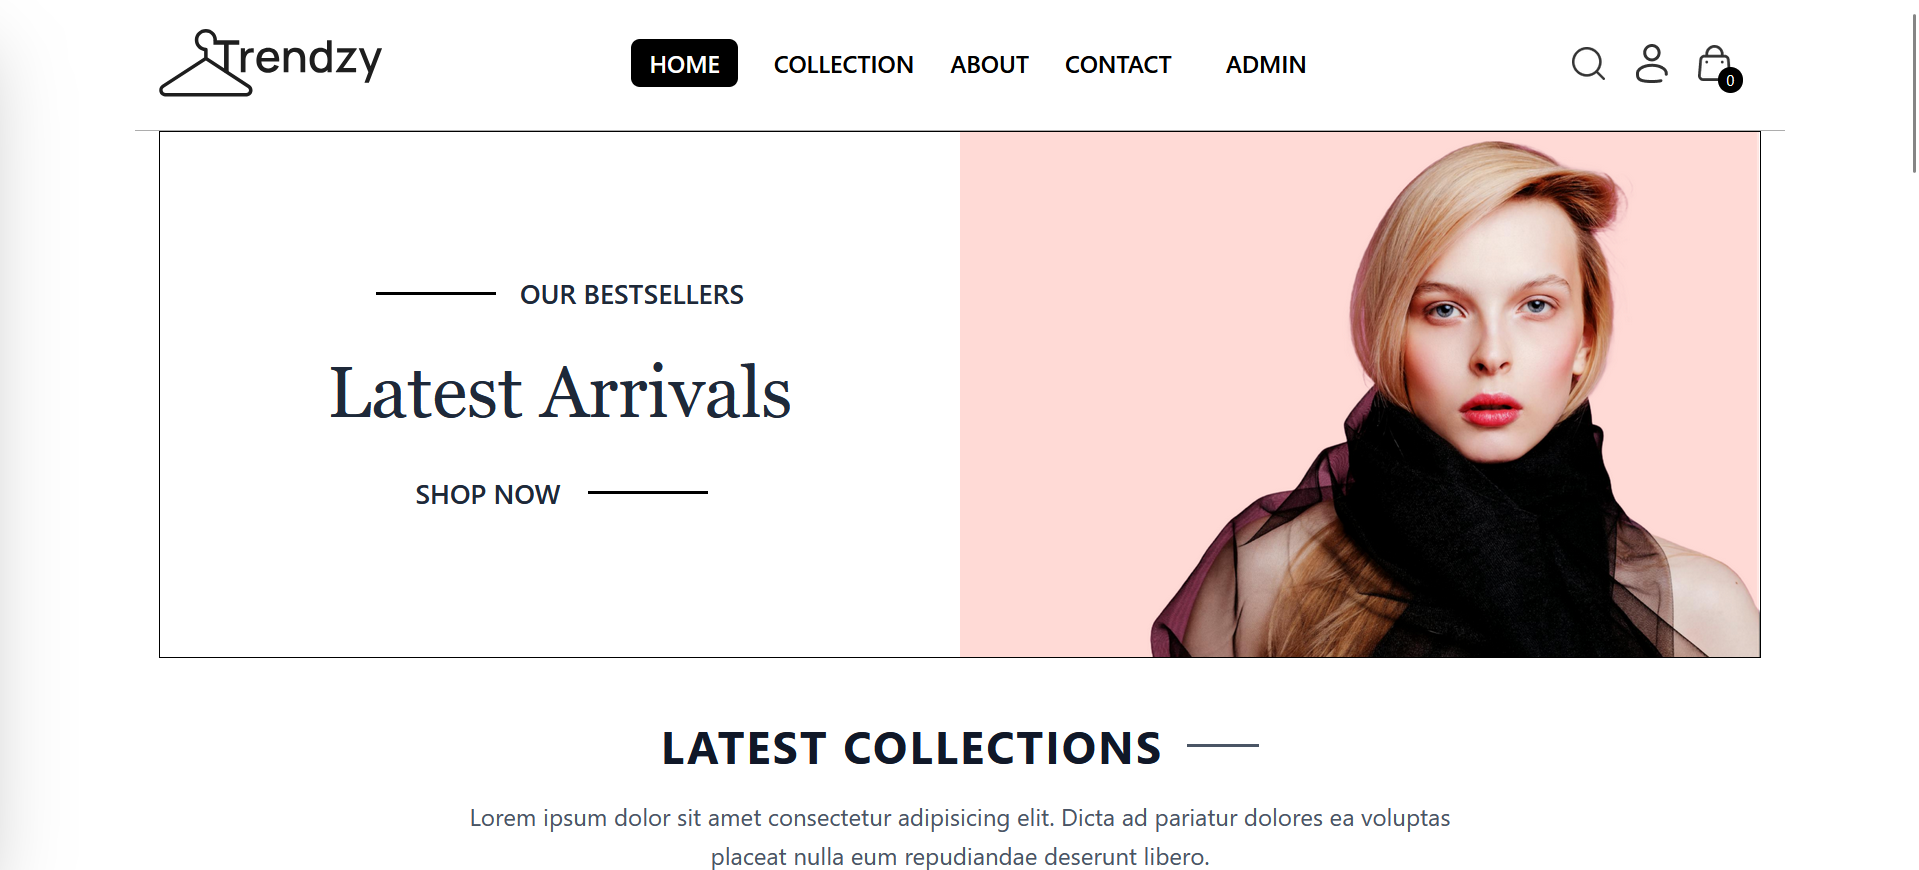 Trendzy
HOME COLLECTION ABOUT CONTACT ADMIN
0
OUR BESTSELLERS
Latest Arrivals
SHOP NOW
LATEST COLLECTIONS
Lorem ipsum dolor sit amet consectetur adipisicing elit. Dicta ad pariatur dolores ea voluptas
placeat nulla eum repudiandae deserunt libero.